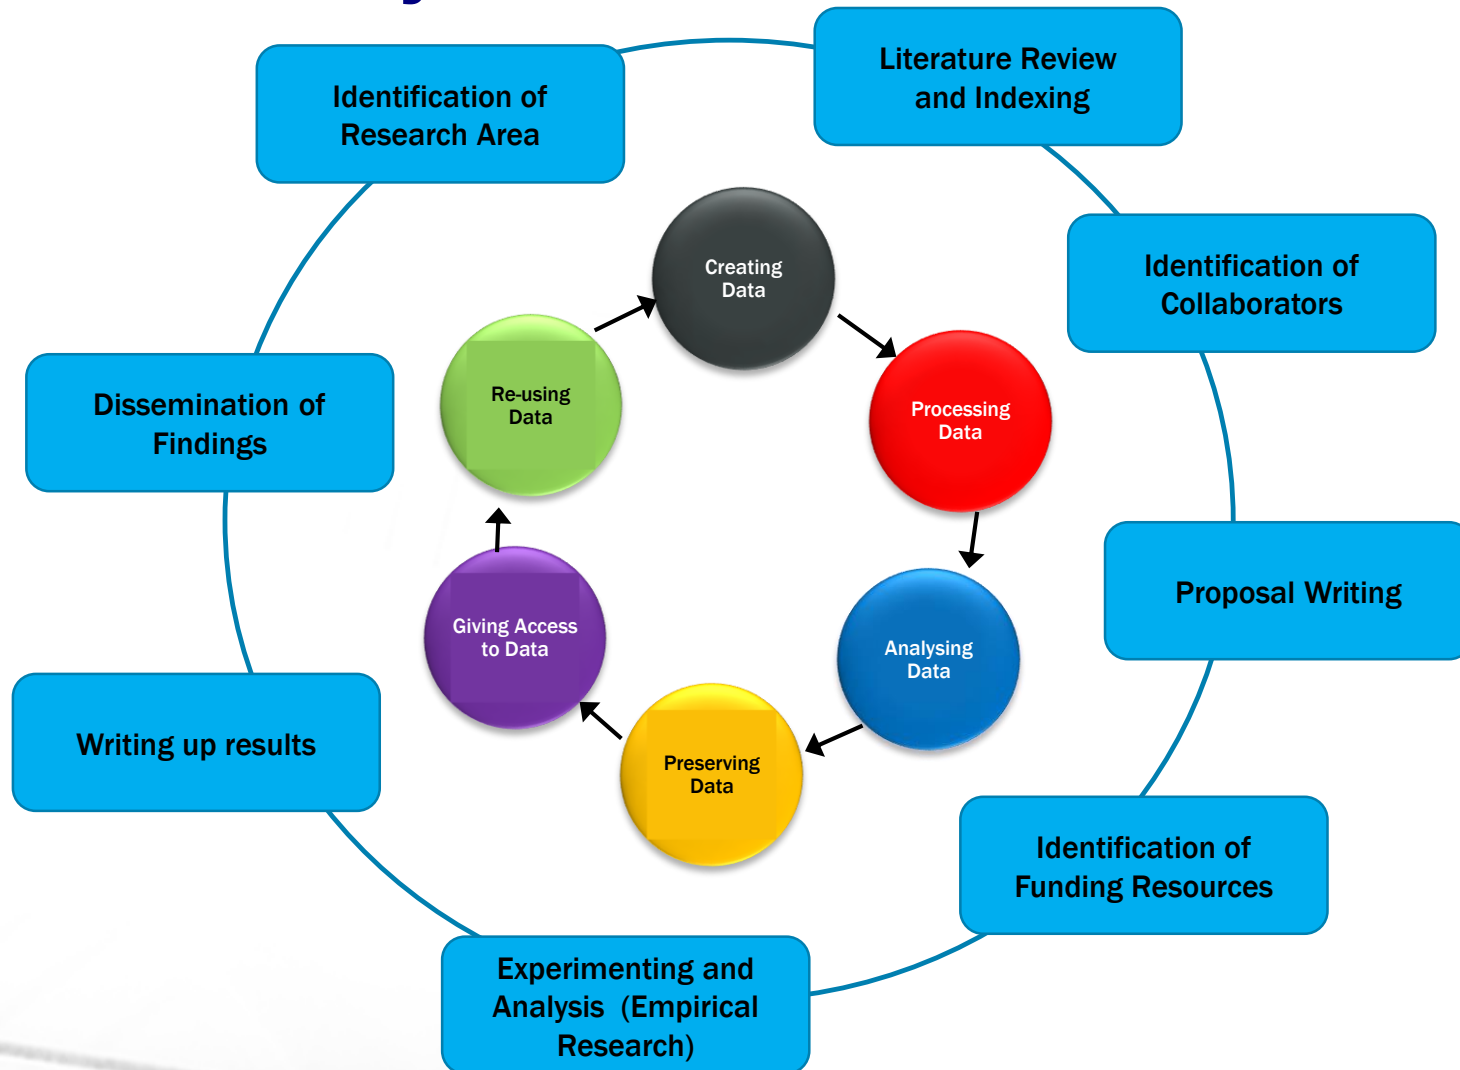 Literature Review
and Indexing
Identification of
Research Area
Identification of
Collaborators
Creating
Data
Re-using
Data
Processing
Data
Dissemination of
Findings
Proposal Writing
Giving Access
to Data
Analysing
Data
Writing up results
Preserving
Data
Identification of
Funding Resources
Experimenting and
Analysis (Empirical
Research)